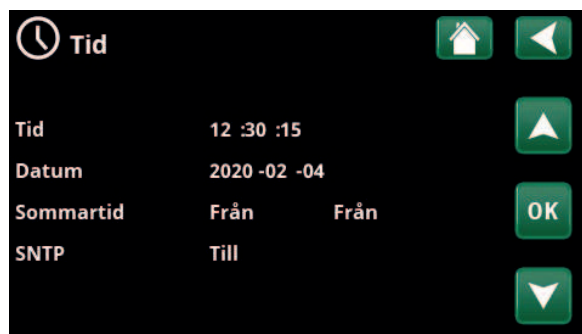 Tid
Tid 12 :30 :15
Datum 2020 -02 -04
Sommartid Från Från
OK
SNTP Till